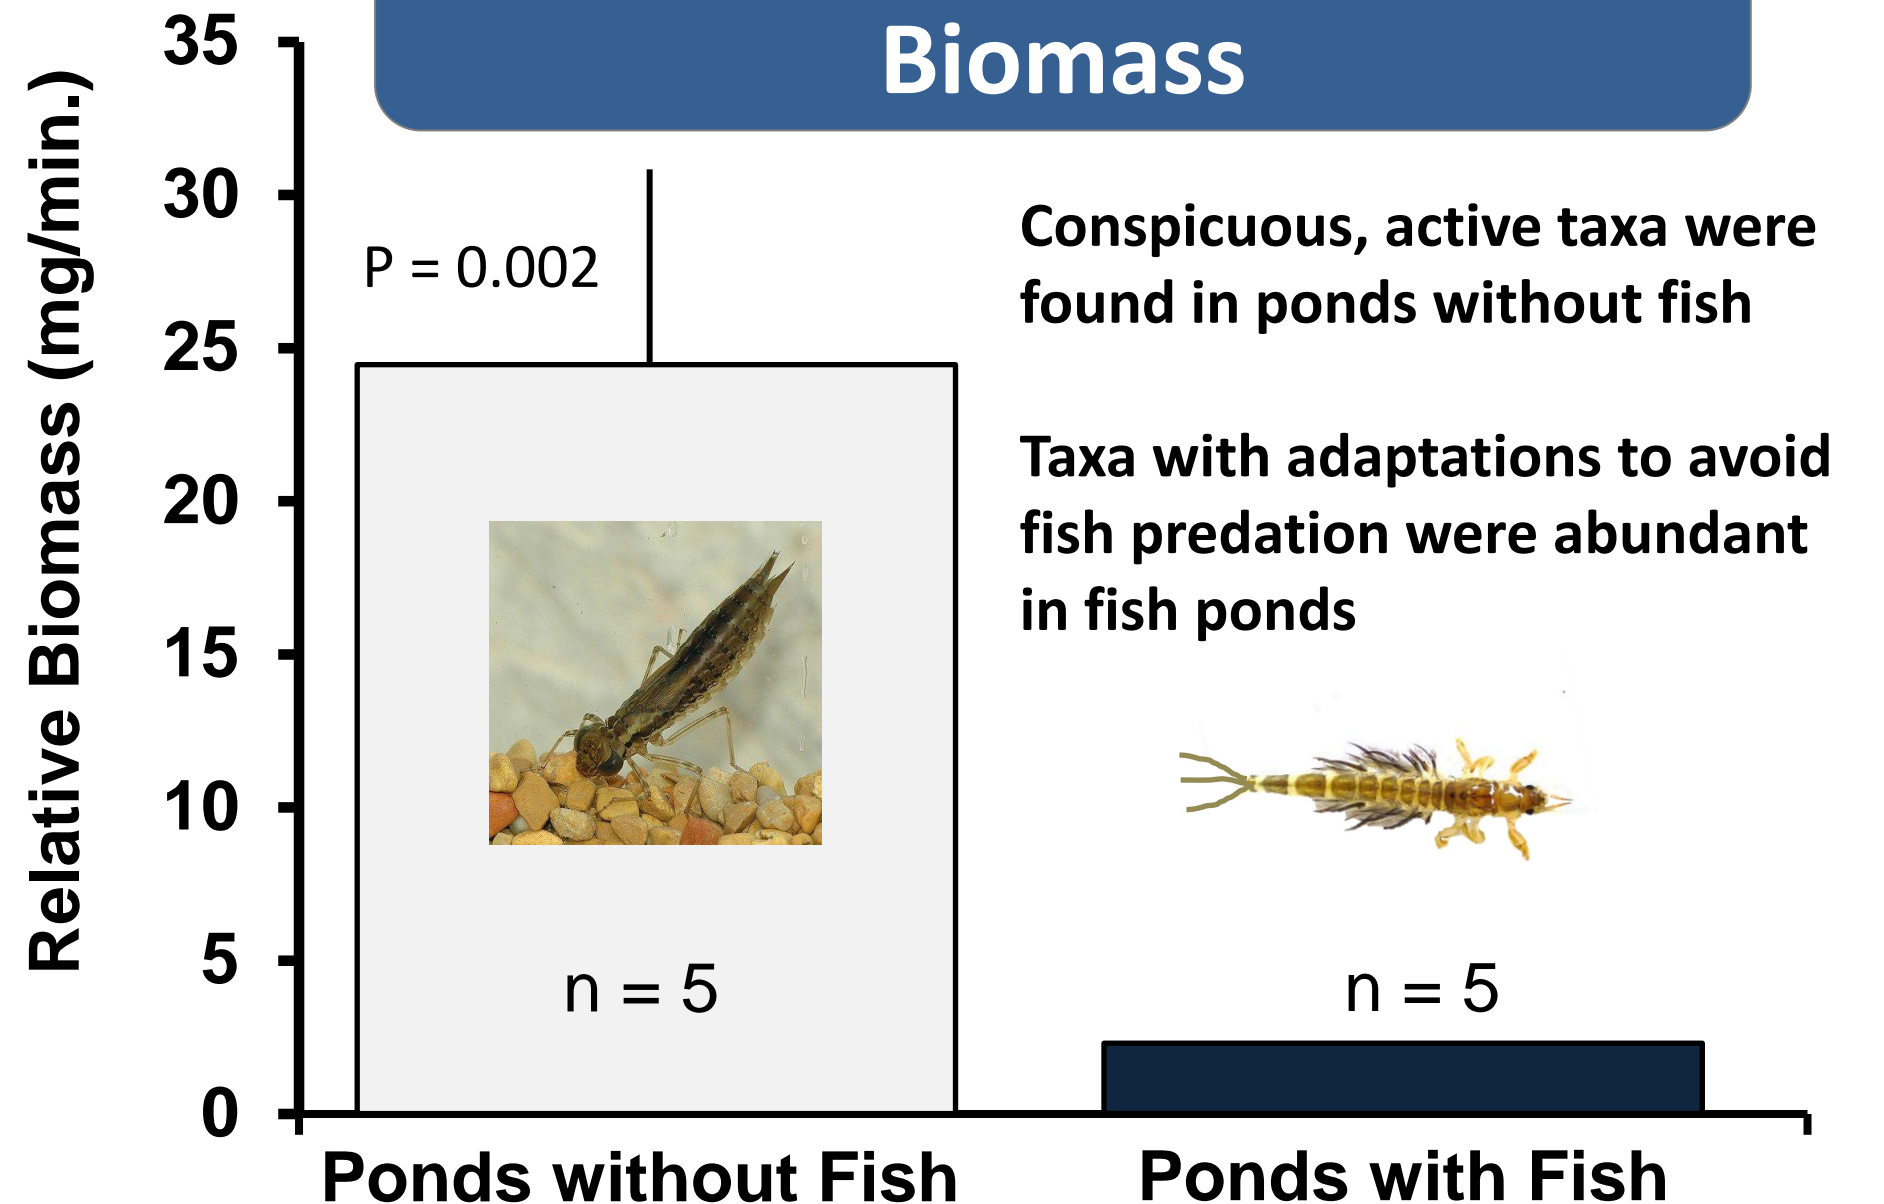 Biomass
Relative Biomass (mg/min.)
35
30
25
20
15
10
5
0
P = 0.002
Conspicuous, active taxa were
found in ponds without fish
Taxa with adaptations to avoid
fish predation were abundant
in fish ponds
n = 5
n = 5
Ponds without Fish
Ponds with Fish